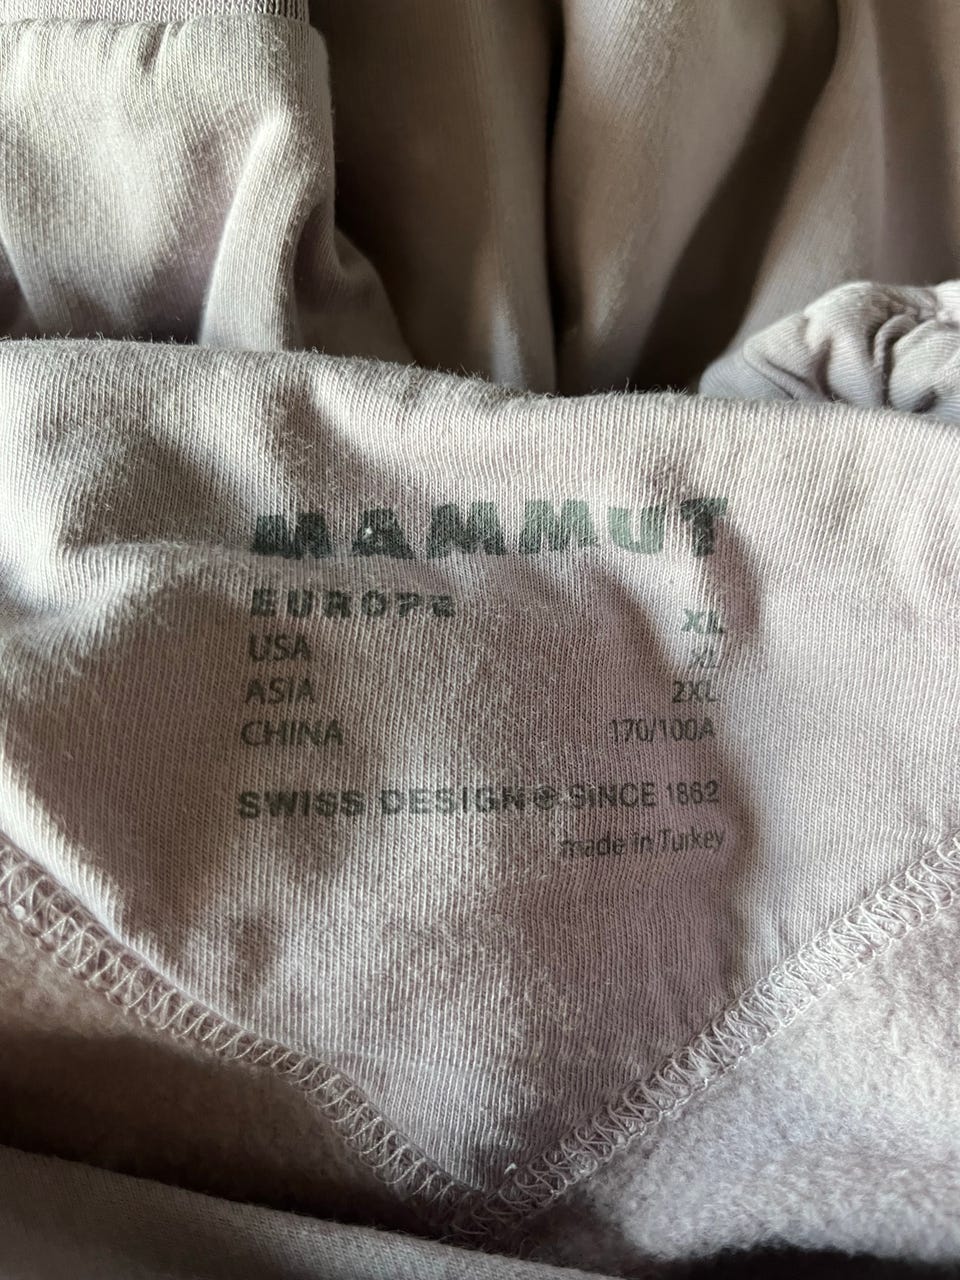 MAMMUT
EUROPE XL
USA XL
ASIA 2XL
CHINA 170/100A
SWISS DESIGN⊕SINCE 1862
made in Turkey